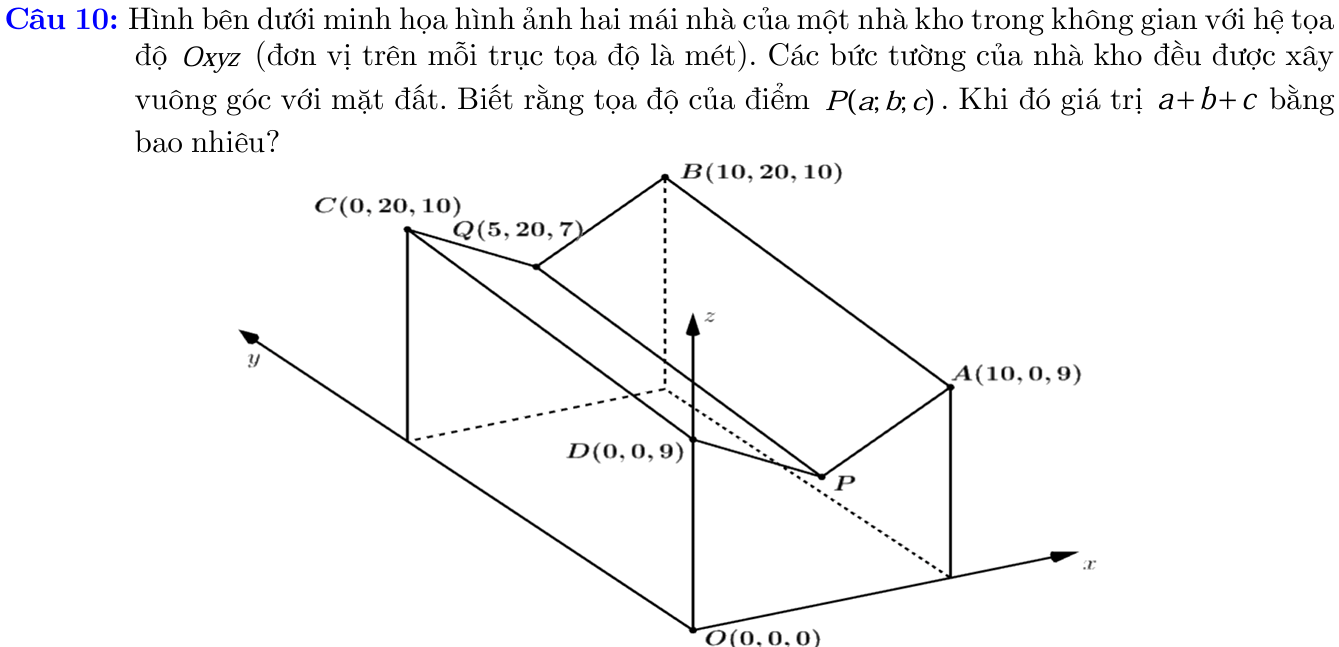 Câu 10: Hình bên dưới minh họa hình ảnh hai mái nhà của một nhà kho trong không gian với hệ tọa
độ Oxyz (đơn vị trên mỗi trục tọa độ là mét). Các bức tường của nhà kho đều được xây
vuông góc với mặt đất. Biết rằng tọa độ của điểm P(a; b; c). Khi đó giá trị a+b+c bằng
bao nhiêu?
B(10, 20, 10)
C(0, 20, 10)
Q(5, 20, 7)
z
y
A(10, 0, 9)
D(0, 0, 9)
P
x
O(0, 0, 0)